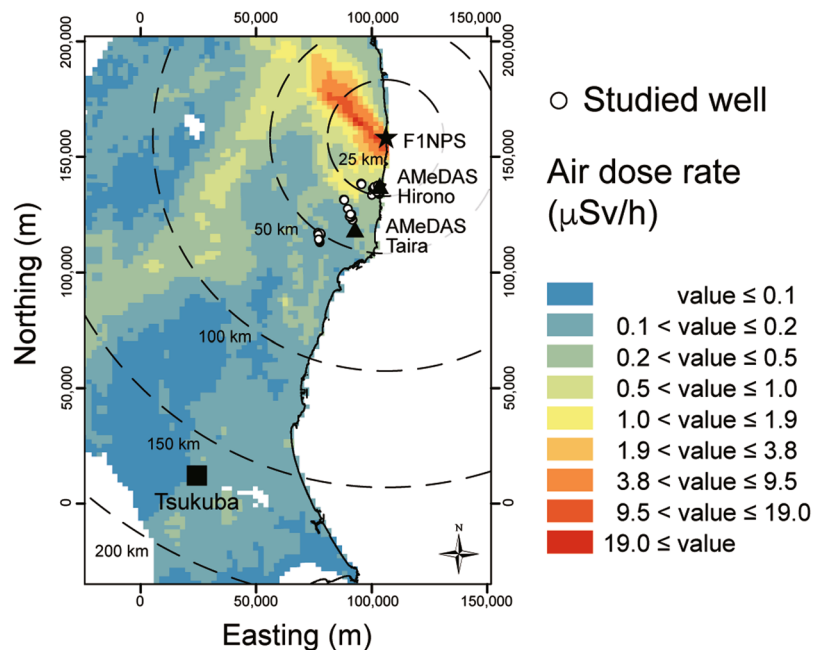 0 50,000 100,000 150,000
200,000 200,000
150,000 150,000
100,000 100,000
50,000 50,000
0 0
0 50,000 100,000 150,000
Northing (m)
Easting (m)
F1NPS
25 km
AMeDAS
Hirono
50 km
AMeDAS
Taira
100 km
150 km
Tsukuba
200 km
N
Studied well
Air dose rate
(μSv/h)
value ≤ 0.1
0.1 < value ≤ 0.2
0.2 < value ≤ 0.5
0.5 < value ≤ 1.0
1.0 < value ≤ 1.9
1.9 < value ≤ 3.8
3.8 < value ≤ 9.5
9.5 < value ≤ 19.0
19.0 ≤ value